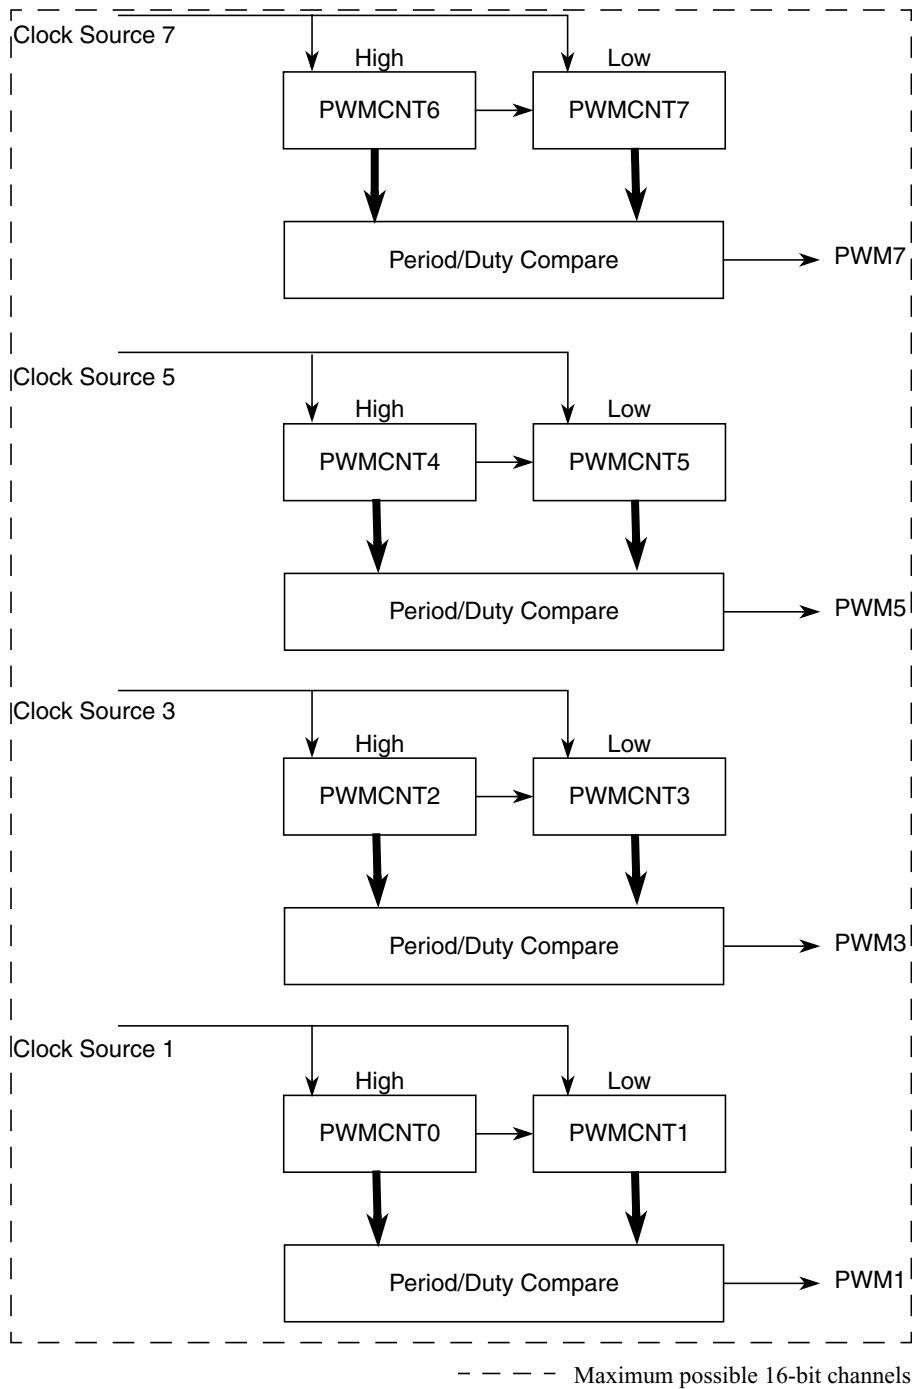 Clock Source 7
High
Low
PWMCNT6
PWMCNT7
Period/Duty Compare
PWM7
Clock Source 5
High
Low
PWMCNT4
PWMCNT5
Period/Duty Compare
PWM5
Clock Source 3
High
Low
PWMCNT2
PWMCNT3
Period/Duty Compare
PWM3
Clock Source 1
High
Low
PWMCNT0
PWMCNT1
Period/Duty Compare
PWM1
Maximum possible 16-bit channels